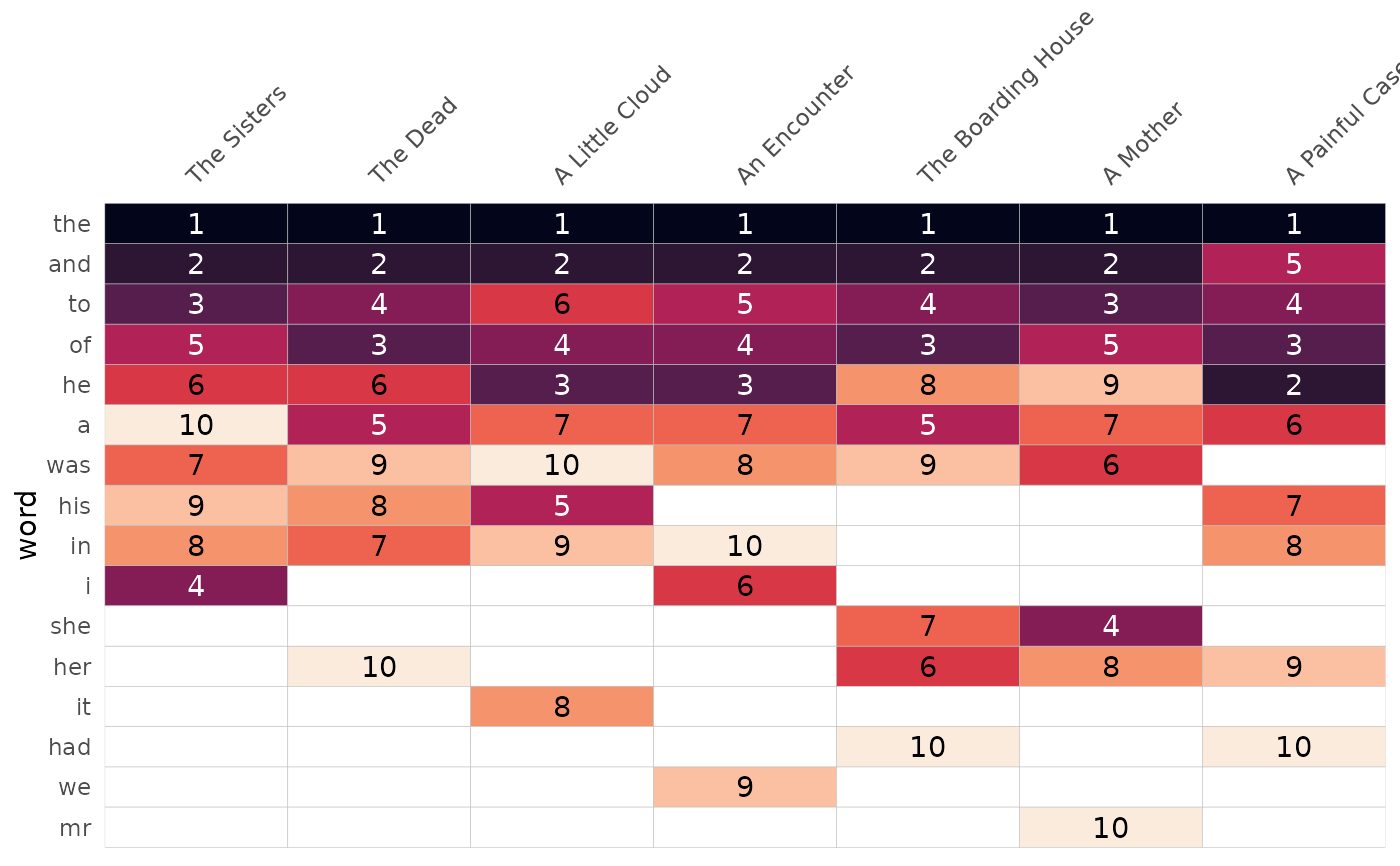 The Sisters The Dead A Little Cloud An Encounter The Boarding House A Mother A Painful Case
the 1 1 1 1 1 1 1
and 2 2 2 2 2 2 5
to 3 4 6 5 4 3 4
of 5 3 4 4 3 5 3
he 6 6 3 3 8 9 2
a 10 5 7 7 5 7 6
was 7 9 10 8 9 6
his 9 8 5 7
in 8 7 9 10 8
i 4 6
she 7 4
her 10 6 8 9
it 8
had 10 10
we 9
mr 10
word